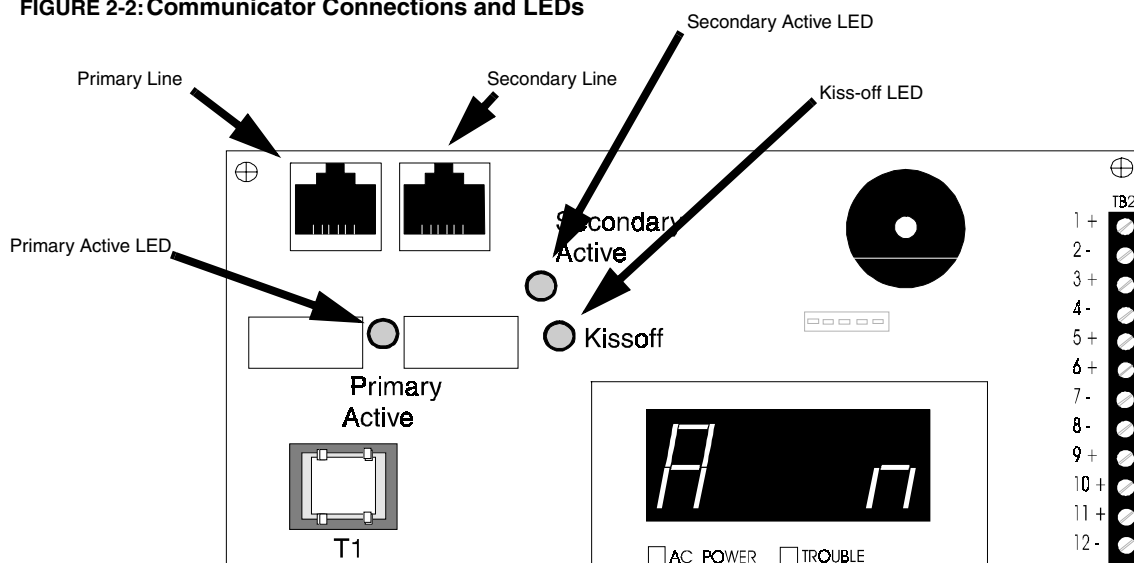 FIGURE 2-2: Communicator Connections and LEDs
Secondary Active LED
Primary Line
Secondary Line
Kiss-off LED
TB2
1 +
Secondary
Active
Primary Active LED
2 -
3 +
4 -
5 +
Kissoff
6 +
Primary
Active
7 -
8 -
9 +
A n
10 +
11 +
12 -
T1
AC POWER
TROUBLE